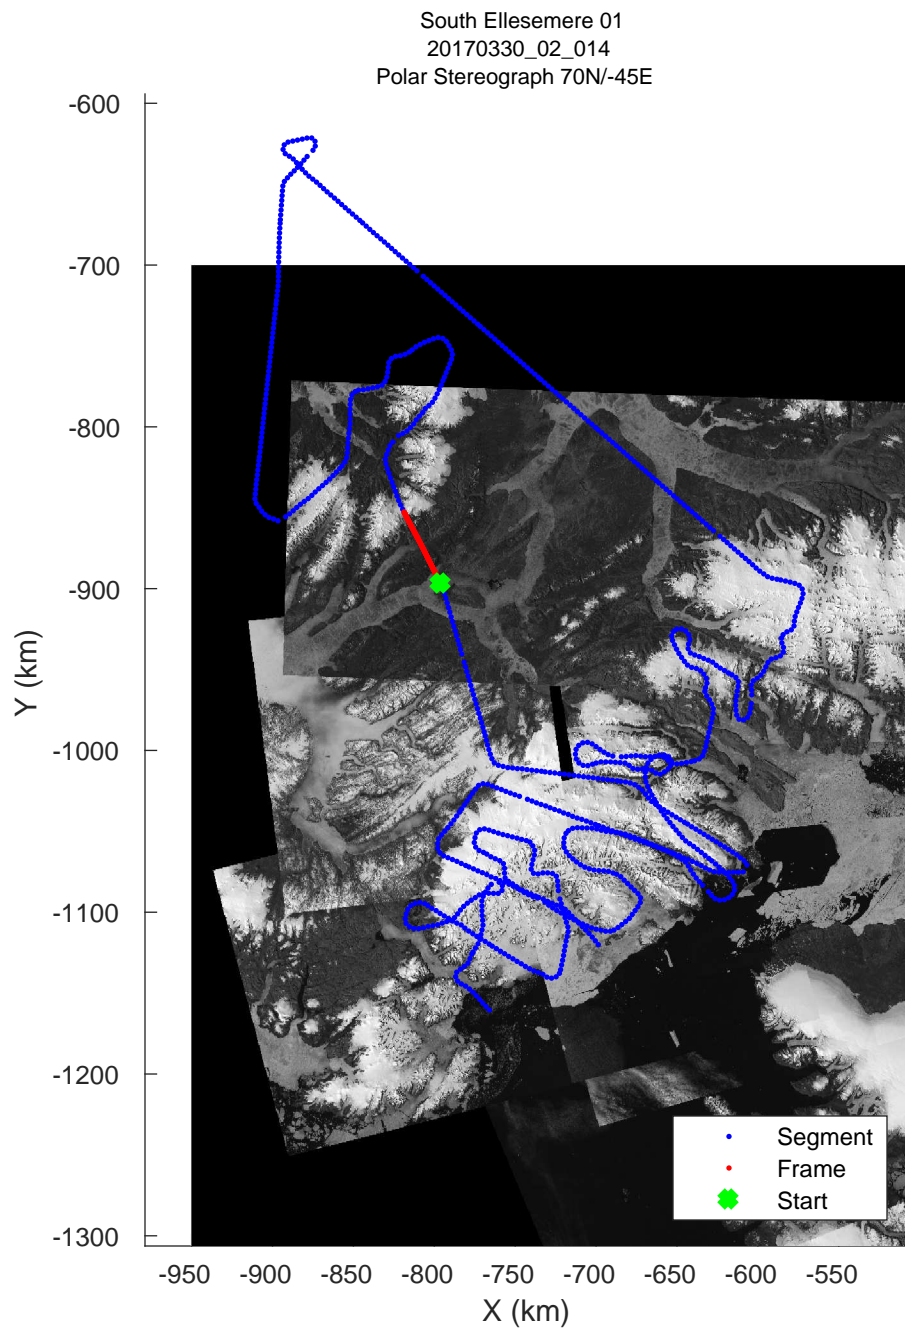 South Ellesemere 01
20170330_02_014
Polar Stereograph 70N/-45E
-600
-700
-800
-900
-1000
-1100
-1200
-1300
Y (km)
Segment
Frame
Start
-950 -900 -850 -800 -750 -700 -650 -600 -550
X (km)